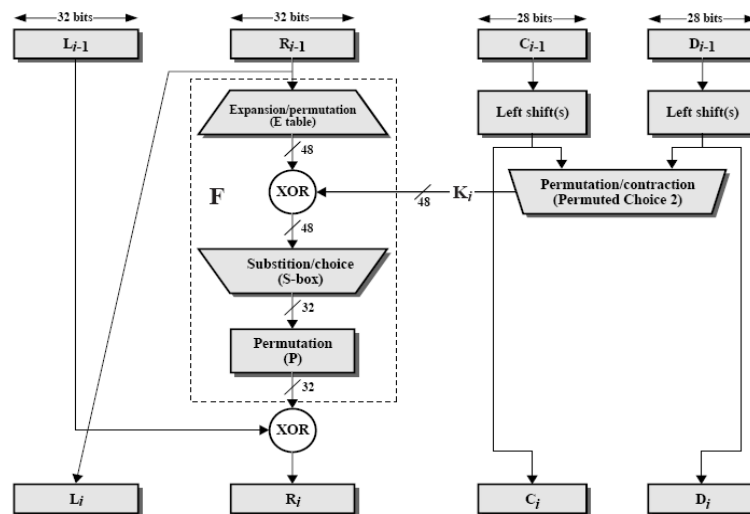 32 bits
32 bits
28 bits
28 bits
Li-1
Ri-1
Ci-1
Di-1
Expansion/permutation
(E table)
Left shift(s)
Left shift(s)
48
F
XOR
48
Ki
Permutation/contraction
(Permuted Choice 2)
48
Substition/choice
(S-box)
32
Permutation
(P)
32
XOR
Li
Ri
Ci
Di